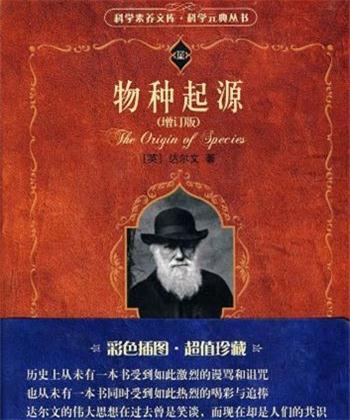 科学素养文库·科学元典丛书
物种起源
(增订版)
The Origin of Species
[英] 达尔文 著
彩色插图·超值珍藏
历史上从未有一本书受到如此激烈的谩骂和诅咒
也从未有一本书同时受到如此热烈的喝彩与追捧
达尔文的伟大思想在过去曾是笑谈，而现在却是人们的共识